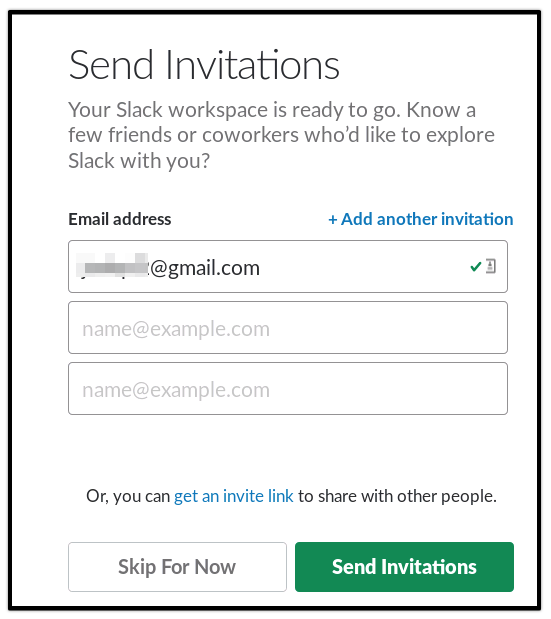 Send Invitations
Your Slack workspace is ready to go. Know a
few friends or coworkers who’d like to explore
Slack with you?
Email address
+ Add another invitation
@gmail.com
name@example.com
name@example.com
Or, you can get an invite link to share with other people.
Skip For Now
Send Invitations